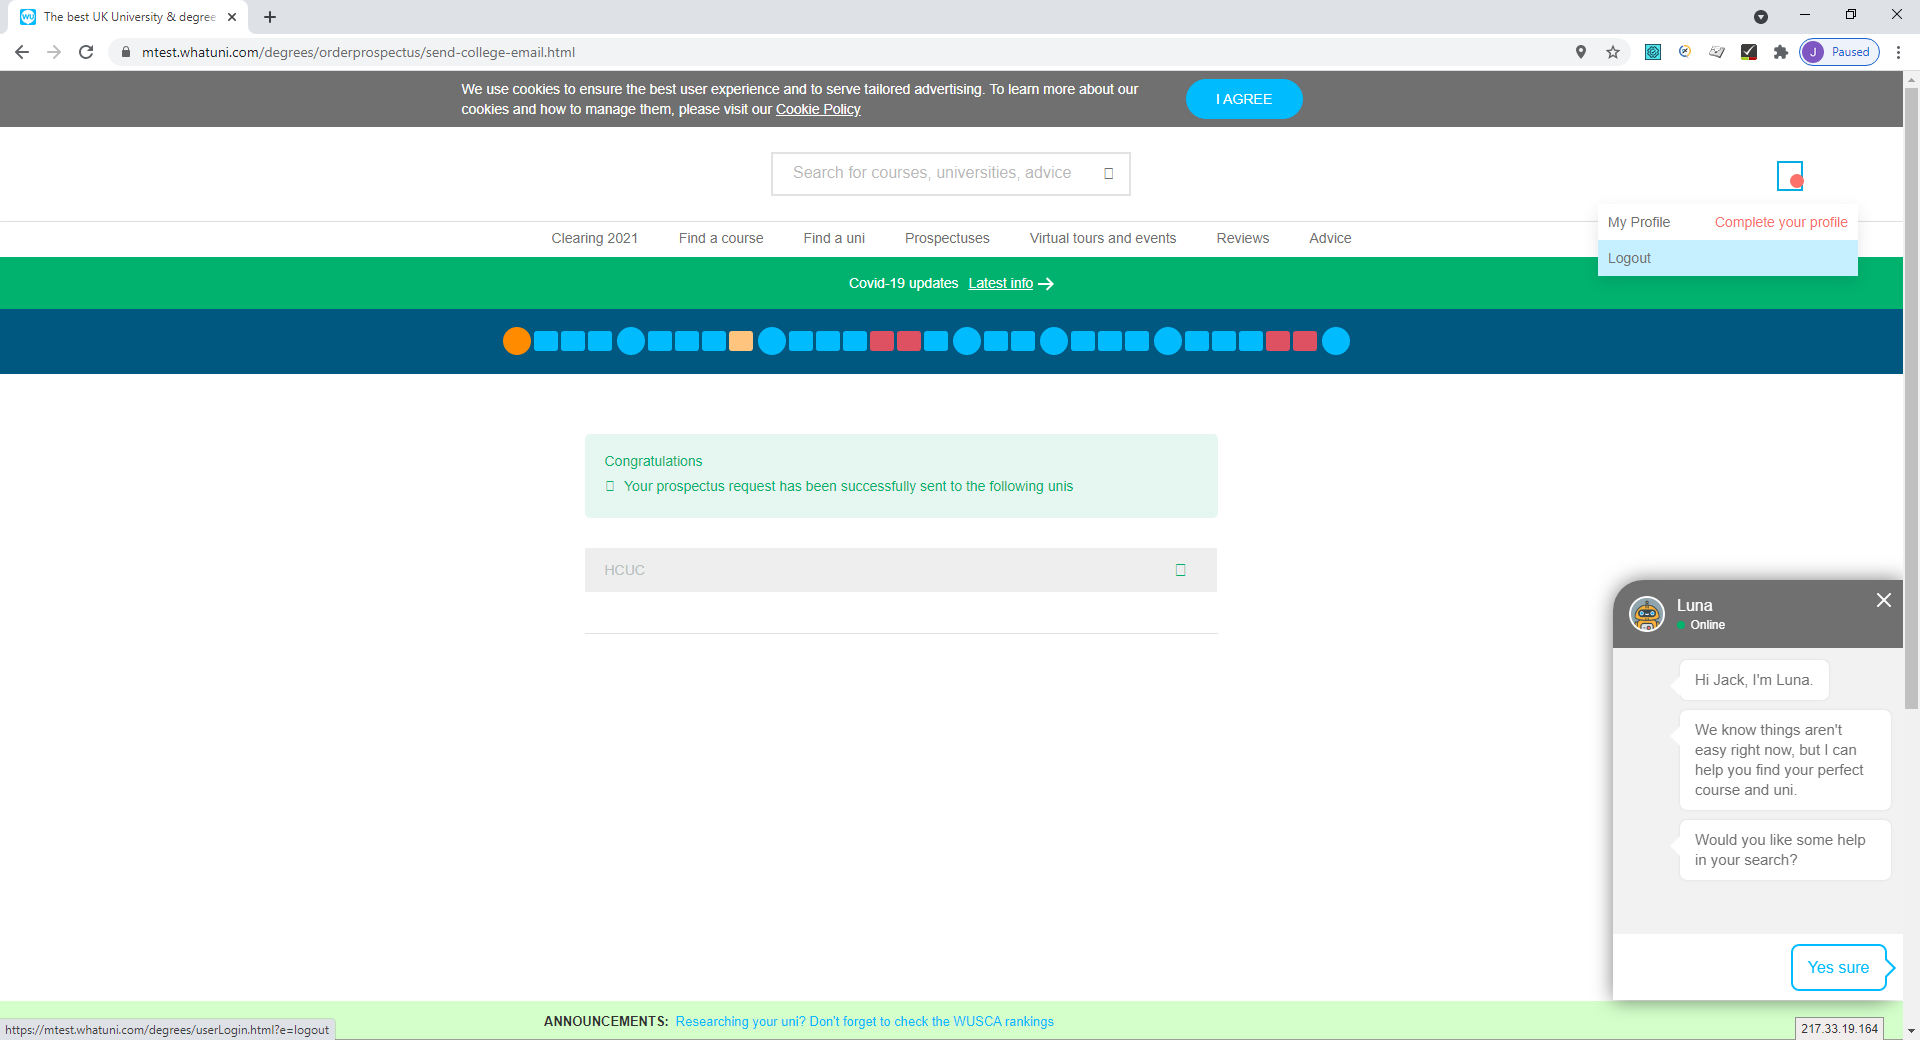 The best UK University & degree
mtest.whatuni.com/degrees/orderprospectus/send-college-email.html
J Paused
We use cookies to ensure the best user experience and to serve tailored advertising. To learn more about our
cookies and how to manage them, please visit our Cookie Policy
I AGREE
Search for courses, universities, advice
My Profile Complete your profile
Logout
Clearing 2021 Find a course Find a uni Prospectuses Virtual tours and events Reviews Advice
Covid-19 updates Latest info
Congratulations
Your prospectus request has been successfully sent to the following unis
HCUC
Luna
Online
Hi Jack, I'm Luna.
We know things aren't
easy right now, but I can
help you find your perfect
course and uni.
Would you like some help
in your search?
Yes sure
ANNOUNCEMENTS: Researching your uni? Don't forget to check the WUSCA rankings
https://mtest.whatuni.com/degrees/userLogin.html?e=logout
217.33.19.164